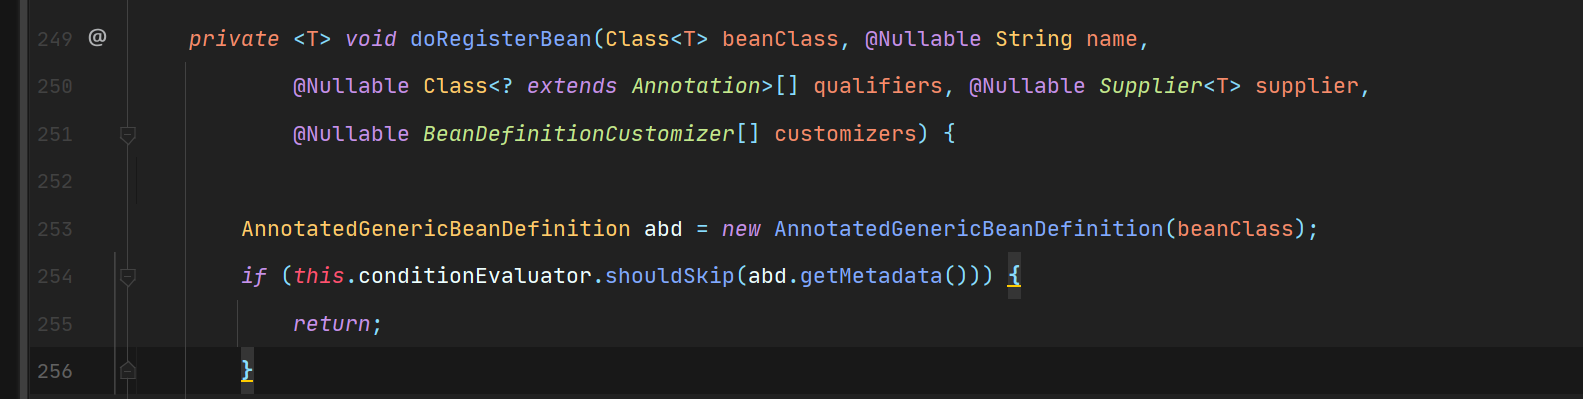 249 @ private <T> void doRegisterBean(Class<T> beanClass, @Nullable String name,
250 @Nullable Class<? extends Annotation>[] qualifiers, @Nullable Supplier<T> supplier,
251 @Nullable BeanDefinitionCustomizer[] customizers) {
252
253 AnnotatedGenericBeanDefinition abd = new AnnotatedGenericBeanDefinition(beanClass);
254 if (this.conditionEvaluator.shouldSkip(abd.getMetadata())) {
255 return;
256 }